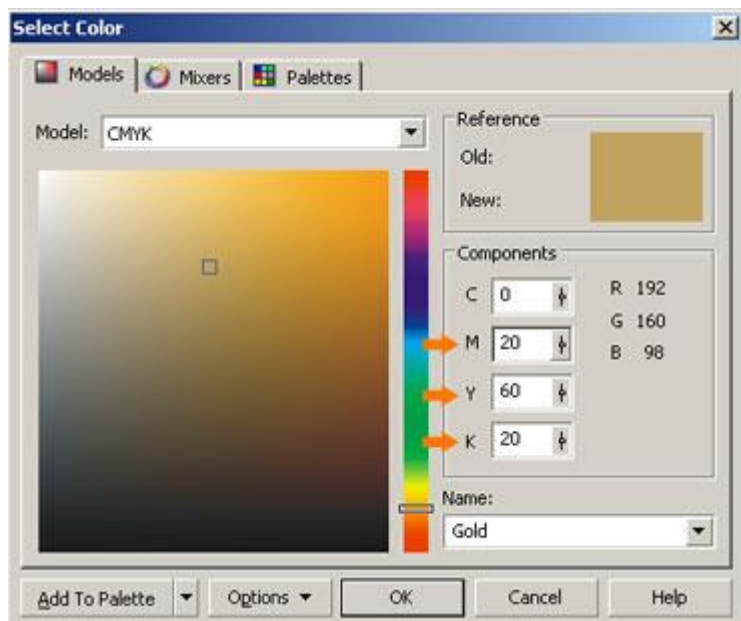 Select Color
Models Mixers Palettes
Model: CMYK
Reference
Old:
New:
Components
C 0 R 192
M 20 G 160
Y 60 B 98
K 20
Name:
Gold
Add To Palette Options OK Cancel Help